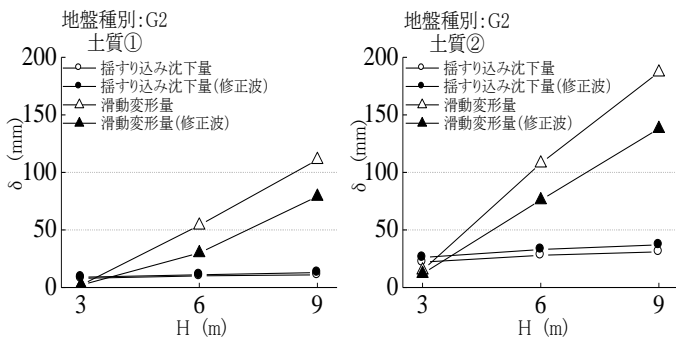 地盤種別:G2
土質①
揺すり込み沈下量
揺すり込み沈下量(修正波)
滑動変形量
滑動変形量(修正波)
200
150
100
50
0
δ (mm)
3 6 9
H (m)
地盤種別:G2
土質②
揺すり込み沈下量
揺すり込み沈下量(修正波)
滑動変形量
滑動変形量(修正波)
200
150
100
50
0
δ (mm)
3 6 9
H (m)